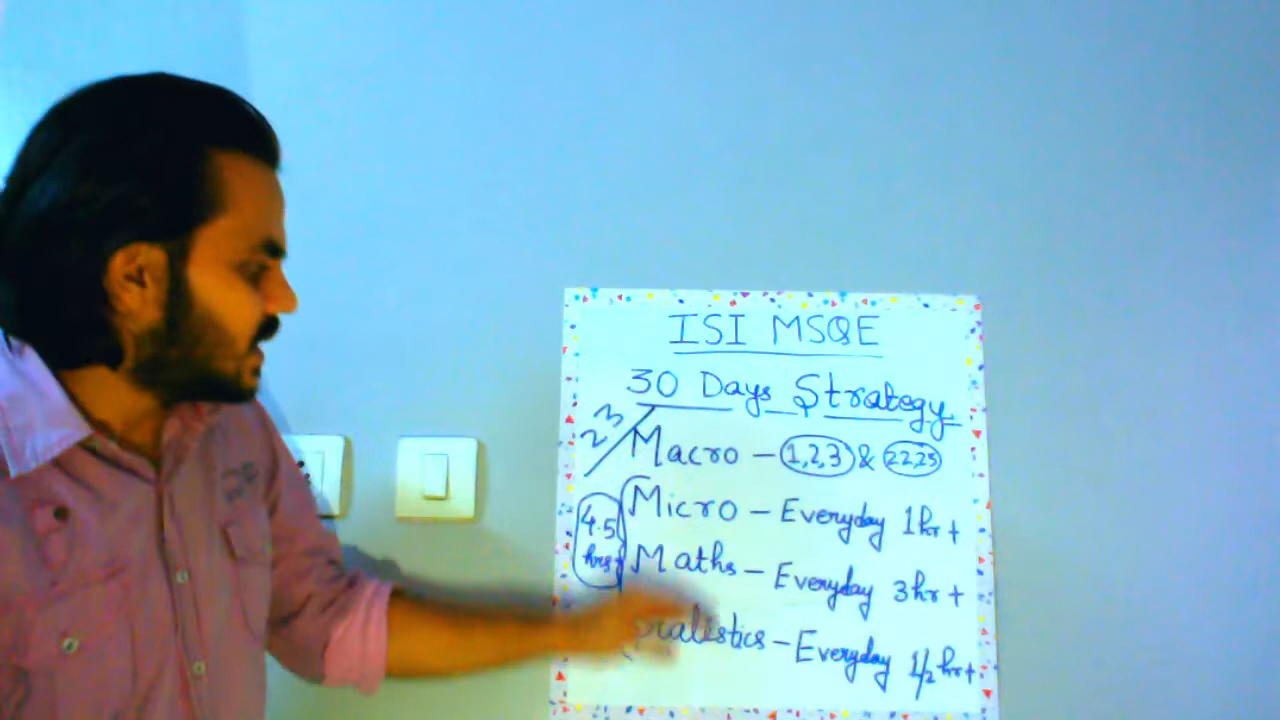 ISI MSQE
30 Days Strategy
23
Macro - 1,2,3 & 22,23
Micro - Everyday 1hr +
4.5 hrs+
Maths - Everyday 3hr +
Everyday 1/2 hr +